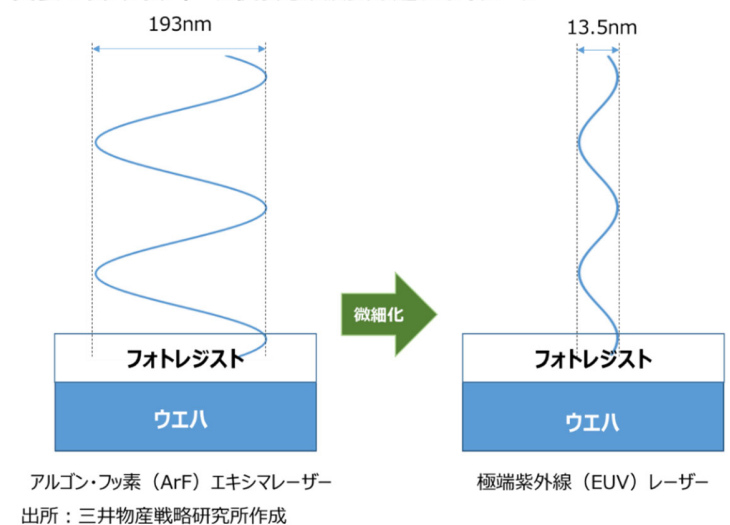 193nm
13.5nm
微細化
フォトレジスト
フォトレジスト
ウエハ
ウエハ
アルゴン・フッ素（ArF）エキシマレーザー
極端紫外線（EUV）レーザー
出所：三井物産戦略研究所作成